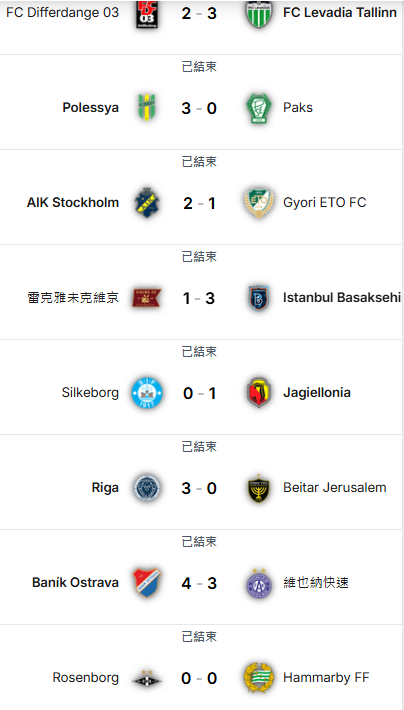 FC Differdange 03 2 - 3 FC Levadia Tallinn
已結束
Polessya 3 - 0 Paks
已結束
AIK Stockholm 2 - 1 Gyori ETO FC
已結束
雷克雅未克維京 1 - 3 Istanbul Basaksehi
已結束
Silkeborg 0 - 1 Jagiellonia
已結束
Riga 3 - 0 Beitar Jerusalem
已結束
Baník Ostrava 4 - 3 維也納快速
已結束
Rosenborg 0 - 0 Hammarby FF